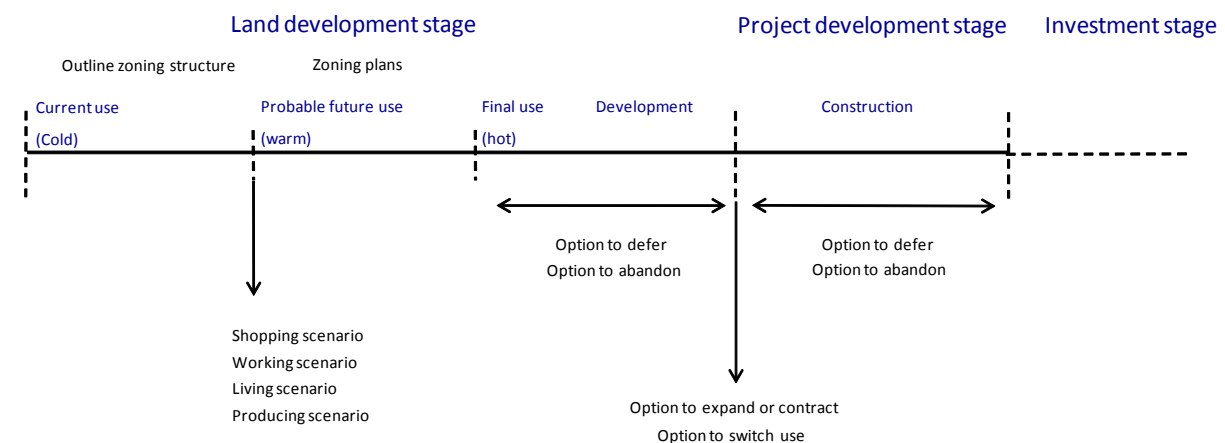 Land development stage
Project development stage
Investment stage
Outline zoning structure
Zoning plans
Current use
(Cold)
Probable future use
(warm)
Final use
(hot)
Development
Construction
Option to defer
Option to abandon
Option to defer
Option to abandon
Shopping scenario
Working scenario
Living scenario
Producing scenario
Option to expand or contract
Option to switch use